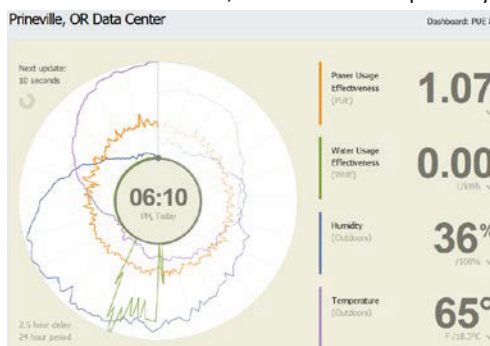 Prineville, OR Data Center
Dashboard: PUE
Next update:
10 seconds
06:10
PM, Today
2.5 hour delay
24 hour period
Power Usage
Effectiveness
(PUE)
1.07
Water Usage
Effectiveness
(WUE)
0.00
L/kWh
Humidity
(Outdoors)
36%
/100%
Temperature
(Outdoors)
65°
F /18.3°C